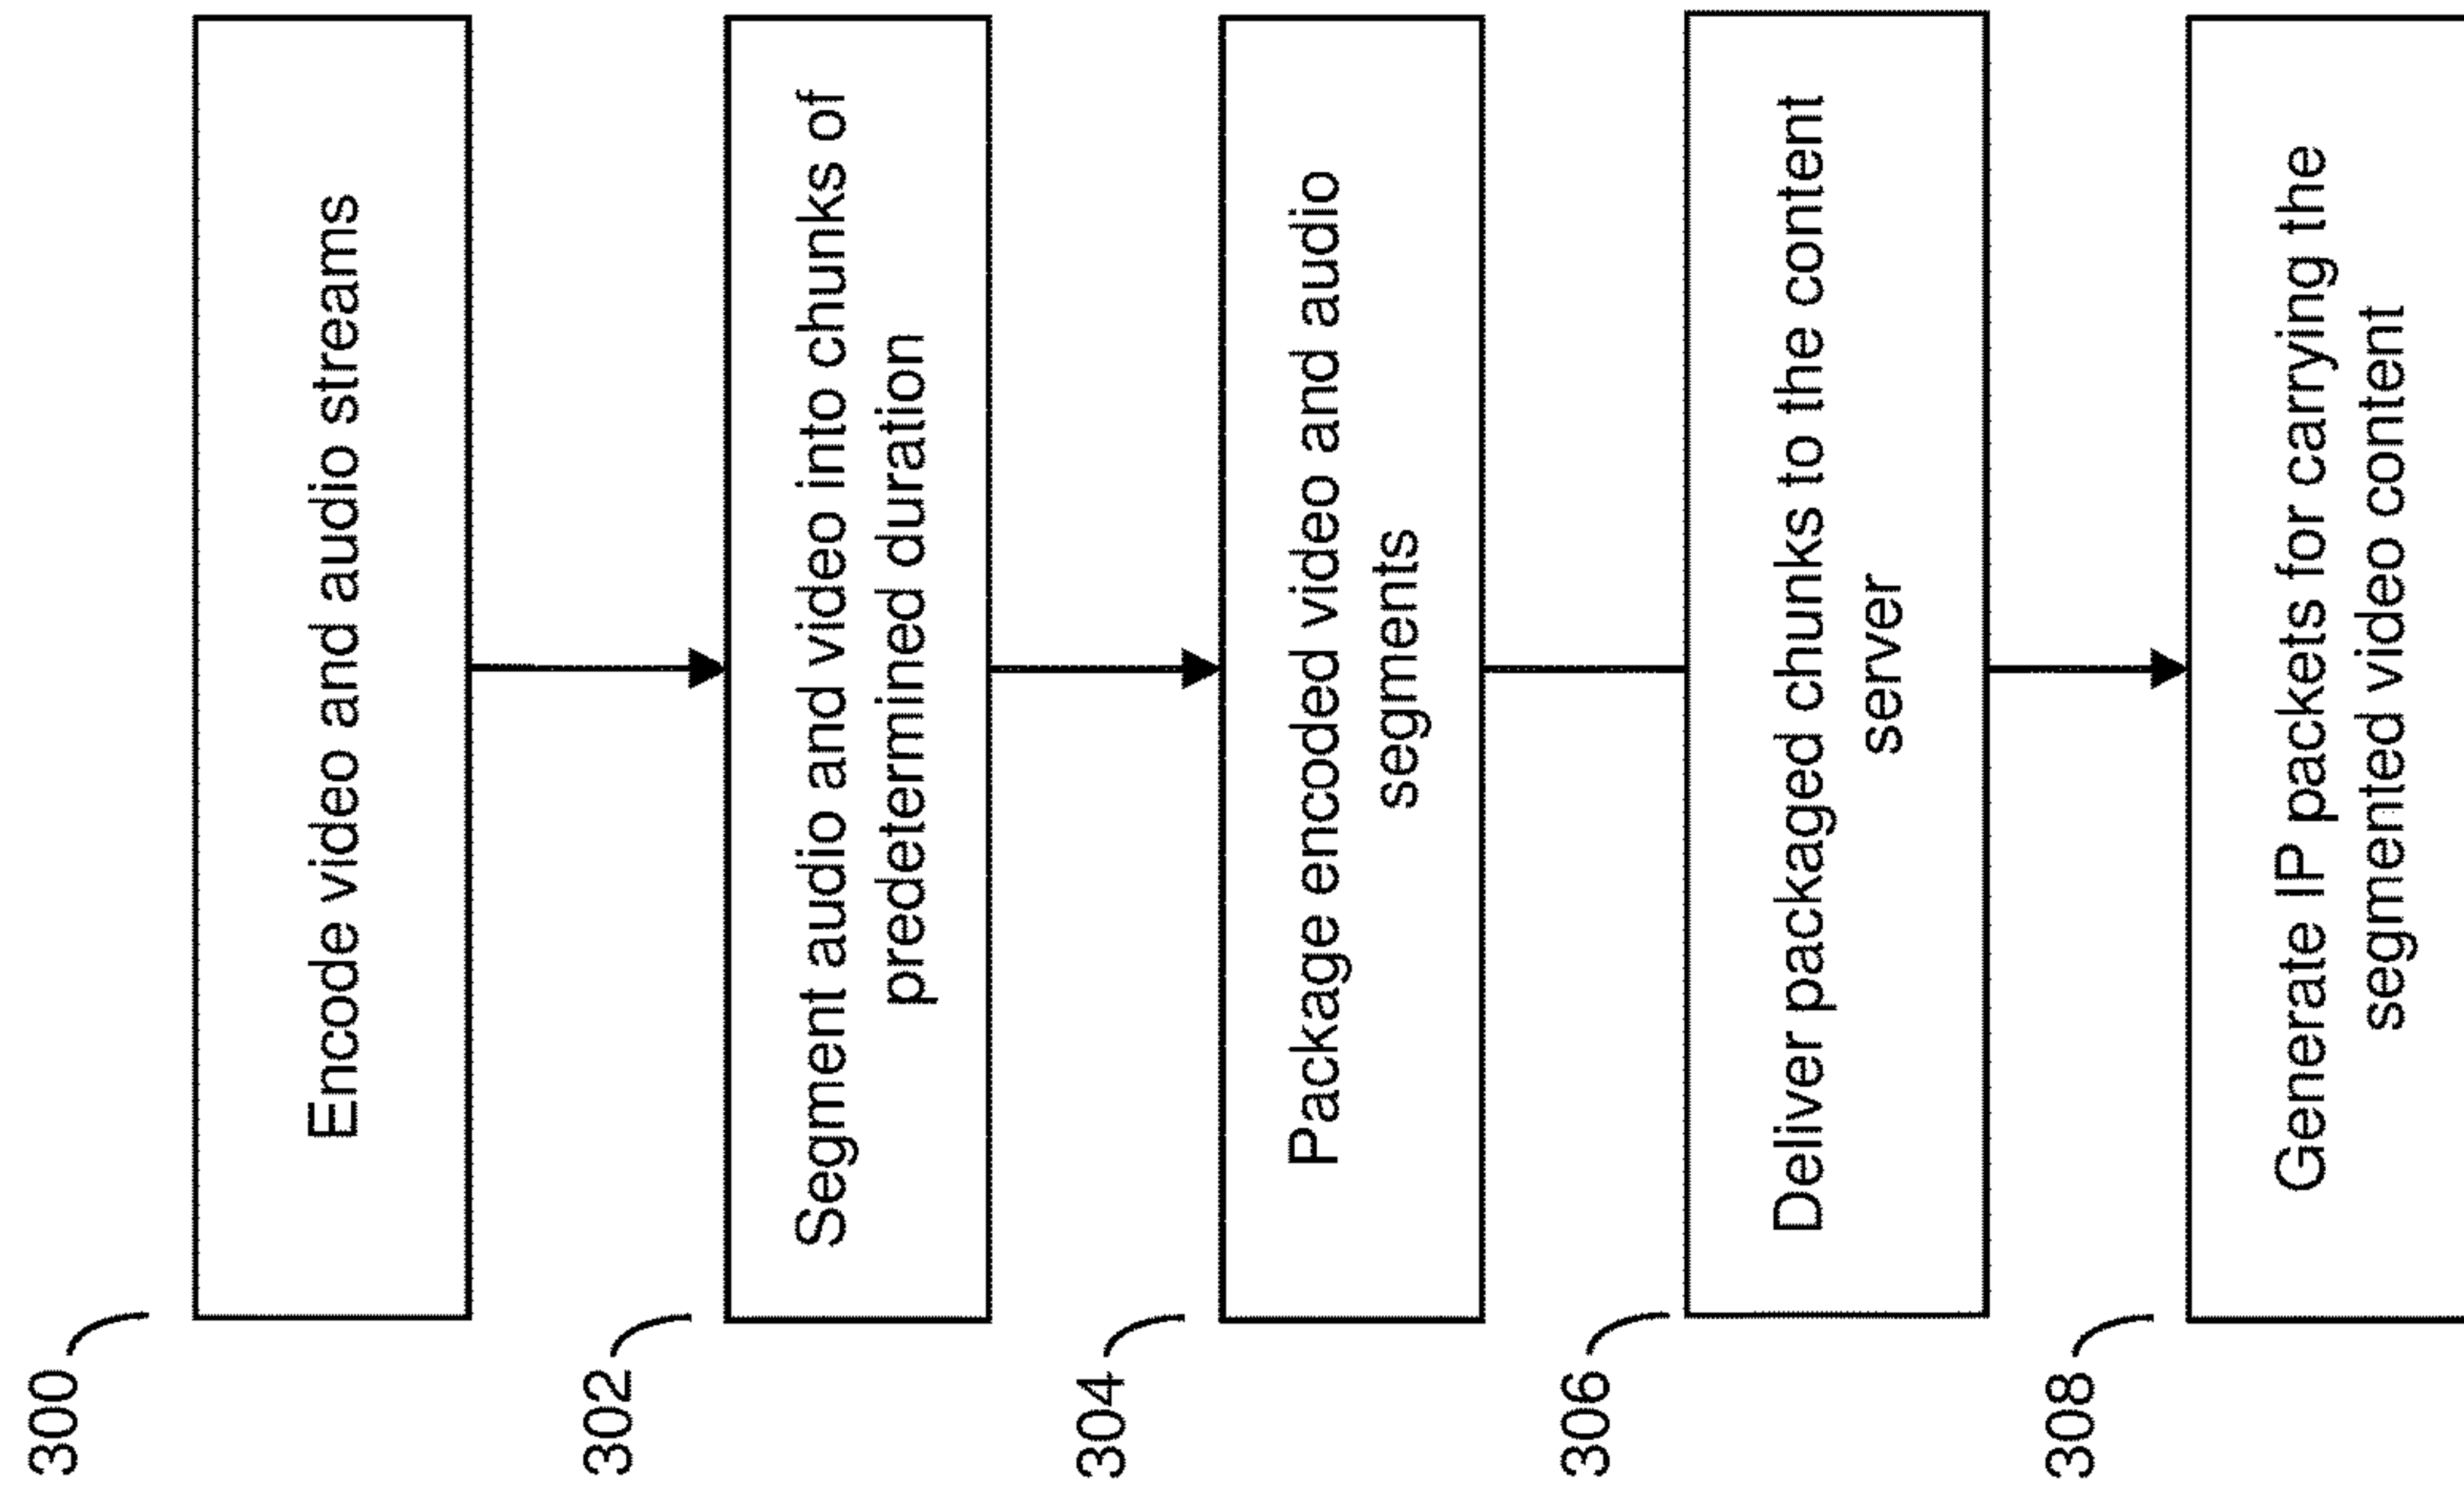 300
Encode video and audio streams
302
Segment audio and video into chunks of
predetermined duration
304
Package encoded video and audio
segments
306
Deliver packaged chunks to the content
server
308
Generate IP packets for carrying the
segmented video content